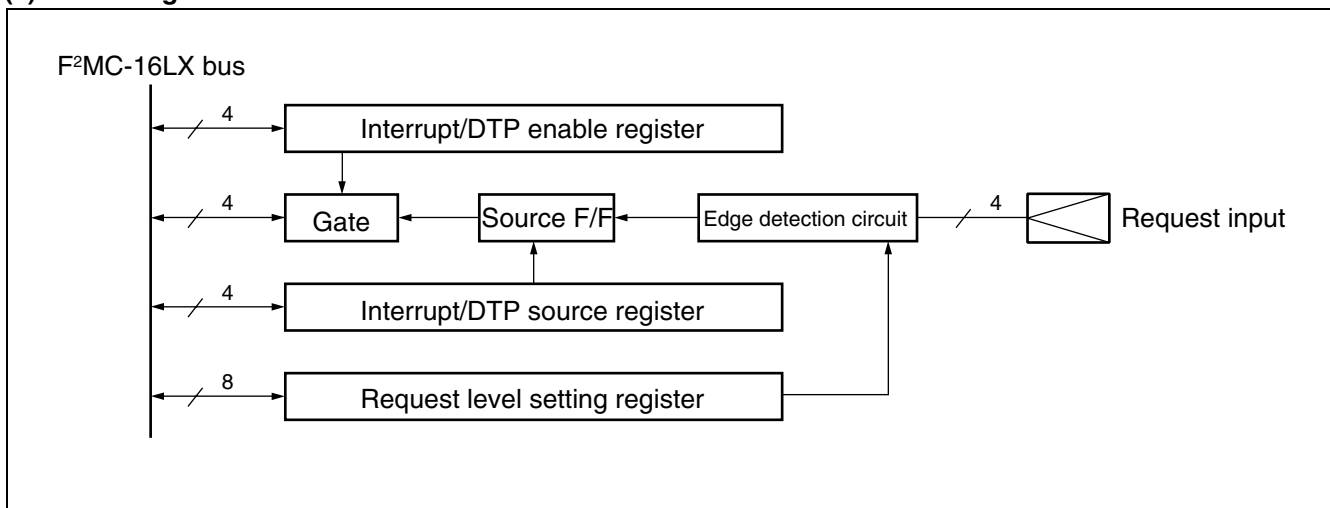 F²MC-16LX bus
4
Interrupt/DTP enable register
4
Gate
Source F/F
Edge detection circuit
4
Request input
4
Interrupt/DTP source register
8
Request level setting register